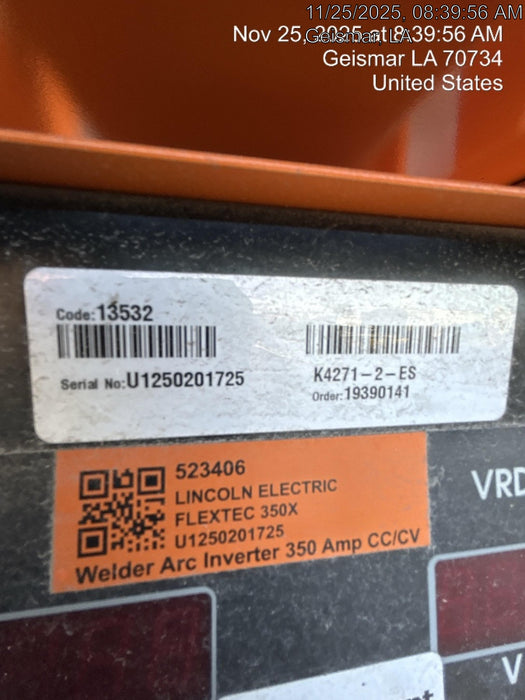 11/25/2025, 08:39:56 AM
Nov 25, 2025 at 8:39:56 AM
Geismar, LA
Geismar LA 70734
United States
Code:13532
Serial No:U1250201725
K4271-2-ES
Order:19390141
523406
LINCOLN ELECTRIC
FLEXTEC 350X
U1250201725
Welder Arc Inverter 350 Amp CC/CV
VRD
V